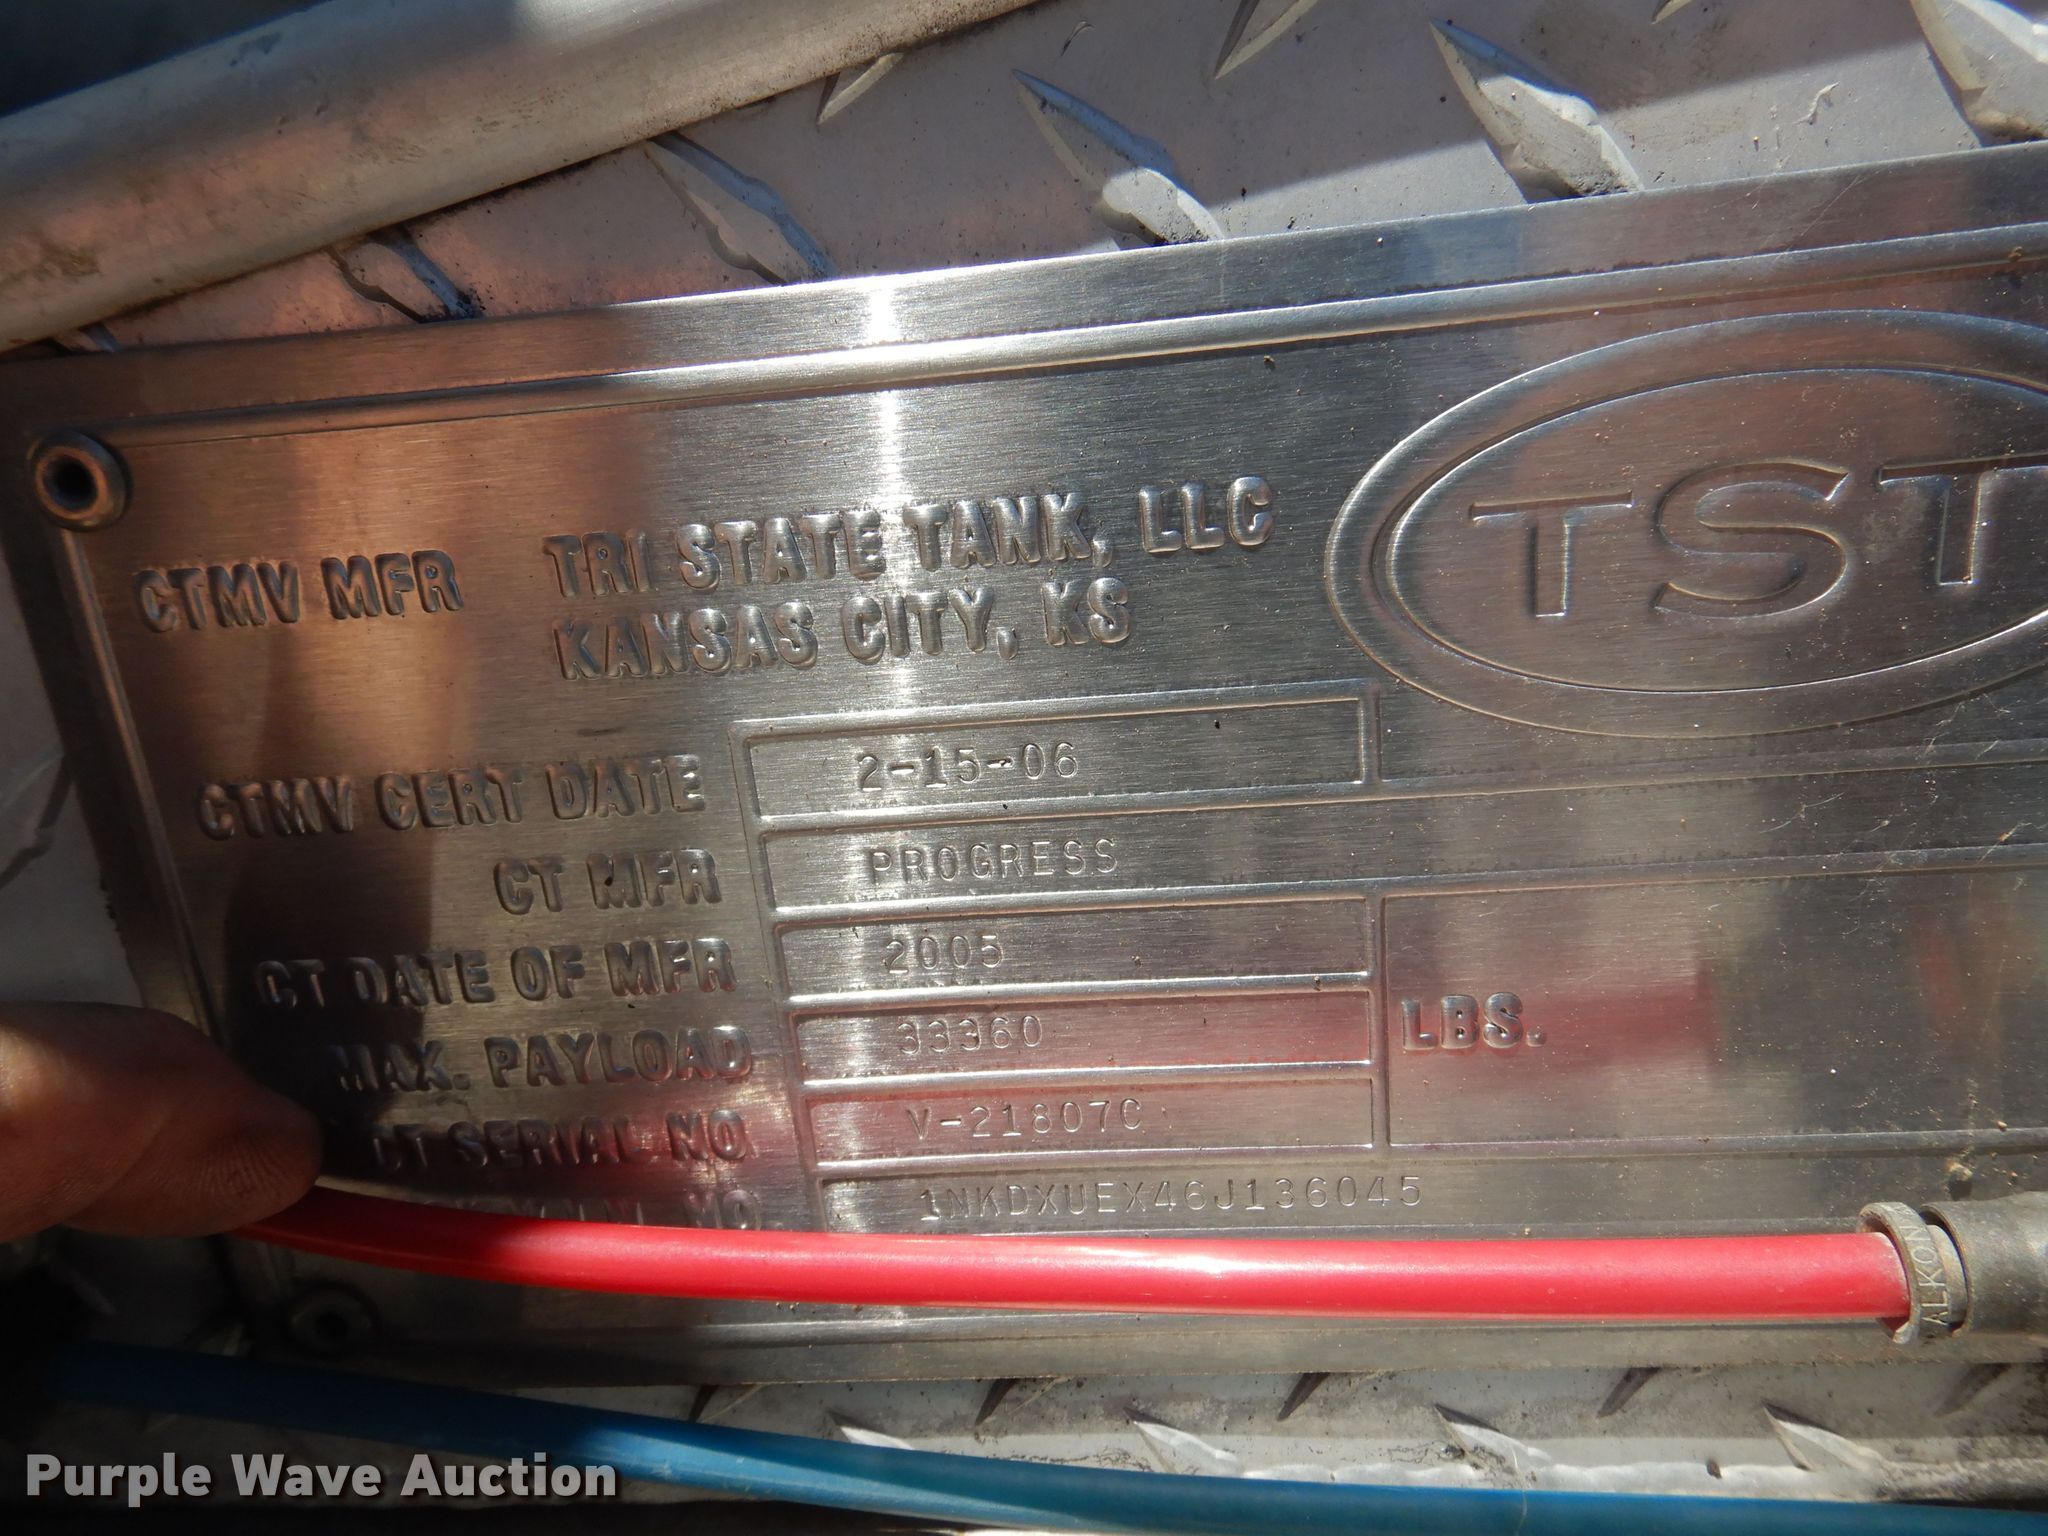 CTMV MFR TRI STATE TANK, LLC
KANSAS CITY, KS
TST
CTMV CERT DATE 2-15-06
CT MFR PROGRESS
CT DATE OF MFR 2005
MAX. PAYLOAD 33360 LBS.
CT SERIAL NO V-21807C
NO 1NKDXUEX46J136045
ALKON
Purple Wave Auction